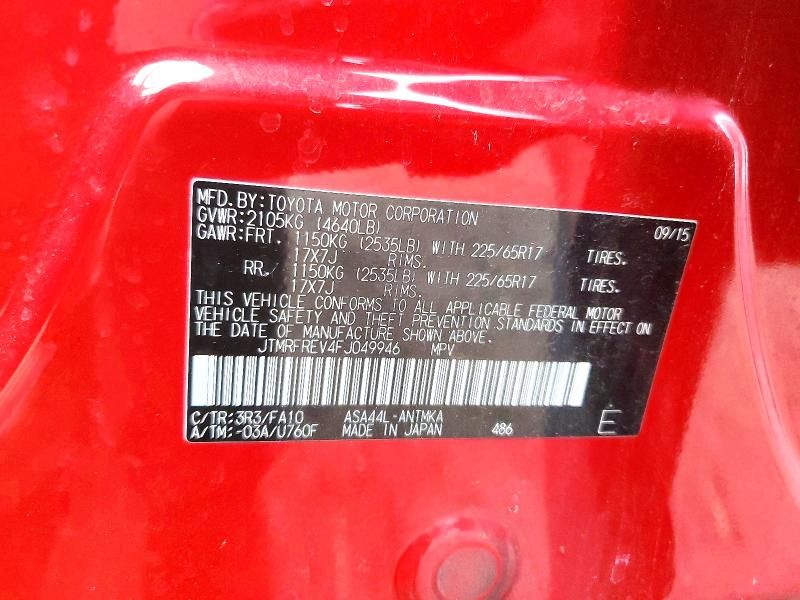 MFD. BY: TOYOTA MOTOR CORPORATION 09/15
GVWR: 2105KG (4640LB)
GAWR: FRT. 1150KG (2535LB) WITH 225/65R17 TIRES.
17X7J RIMS.
RR. 1150KG (2535LB) WITH 225/65R17 TIRES.
17X7J RIMS.
THIS VEHICLE CONFORMS TO ALL APPLICABLE FEDERAL MOTOR
VEHICLE SAFETY AND THEFT PREVENTION STANDARDS IN EFFECT ON
THE DATE OF MANUFACTURE SHOWN ABOVE.
JTMRFREV4FJ049946 MPV
C/TR: 3R3/FA10 ASA44L-ANTMKA
A/TM: -03A/U760F MADE IN JAPAN 486 E